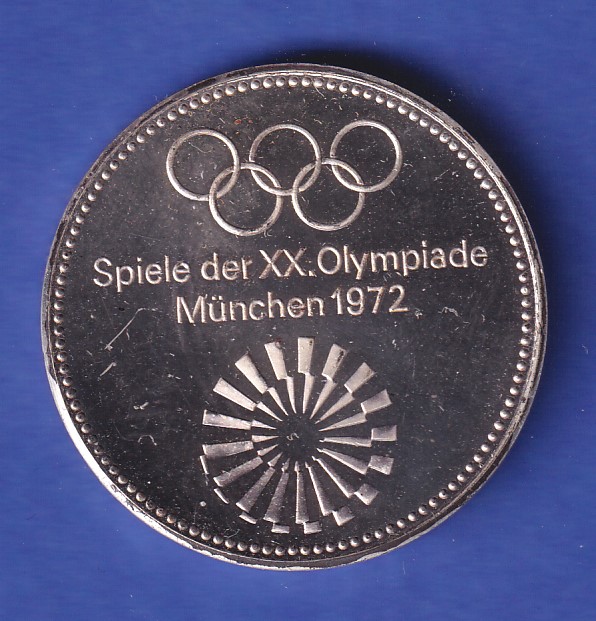 Spiele der XX. Olympiade
München 1972